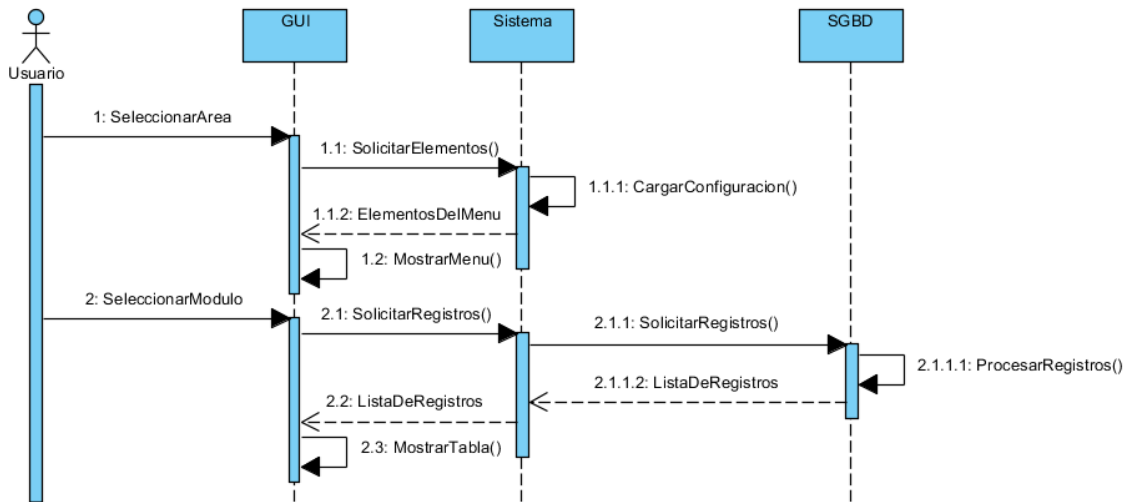 GUI
Sistema
SGBD
Usuario
1: SeleccionarArea
1.1: SolicitarElementos()
1.1.1: CargarConfiguracion()
1.1.2: ElementosDelMenu
1.2: MostrarMenu()
2: SeleccionarModulo
2.1: SolicitarRegistros()
2.1.1: SolicitarRegistros()
2.1.1.1: ProcesarRegistros()
2.1.1.2: ListaDeRegistros
2.2: ListaDeRegistros
2.3: MostrarTabla()